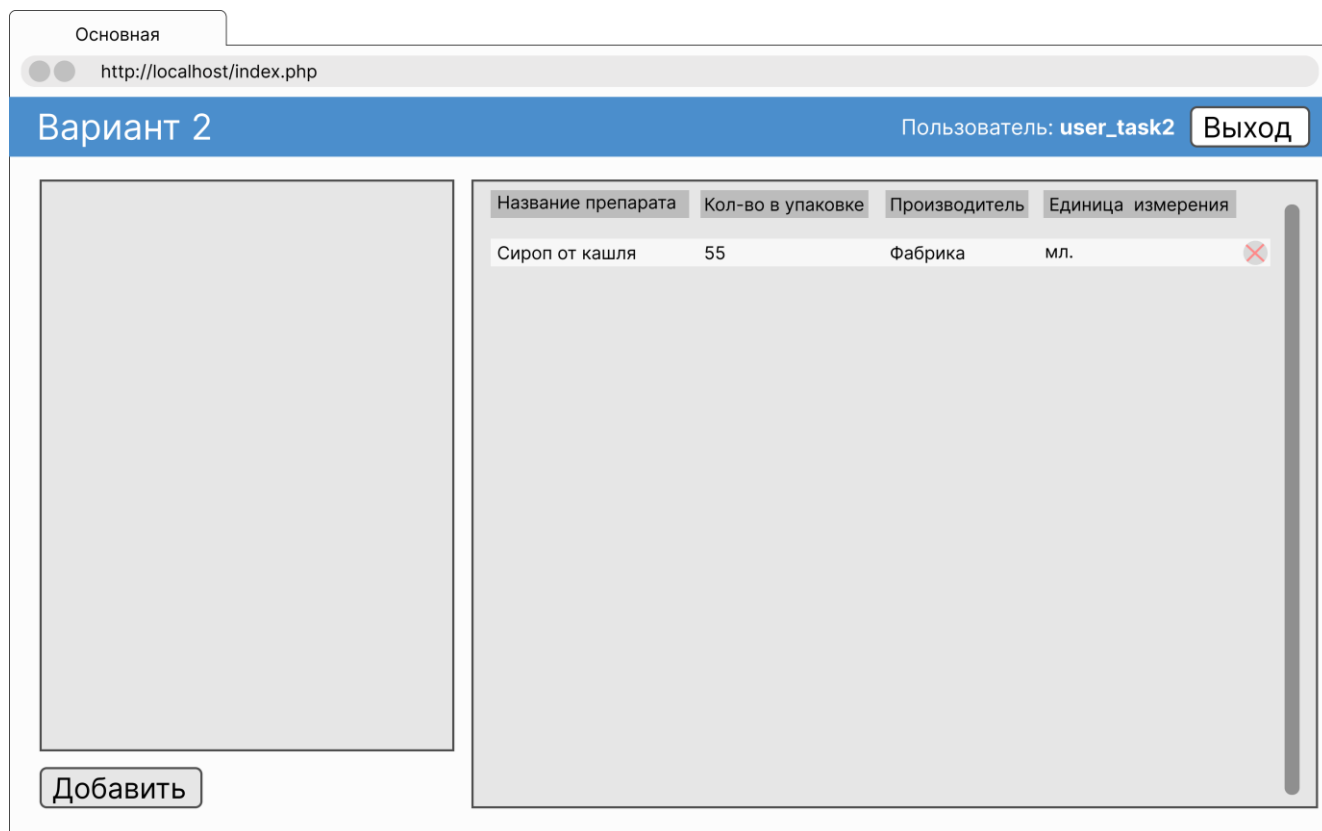 Основная
http://localhost/index.php
Вариант 2
Пользователь: user_task2 Выход
Название препарата Кол-во в упаковке Производитель Единица измерения
Сироп от кашля 55 Фабрика мл.
Добавить